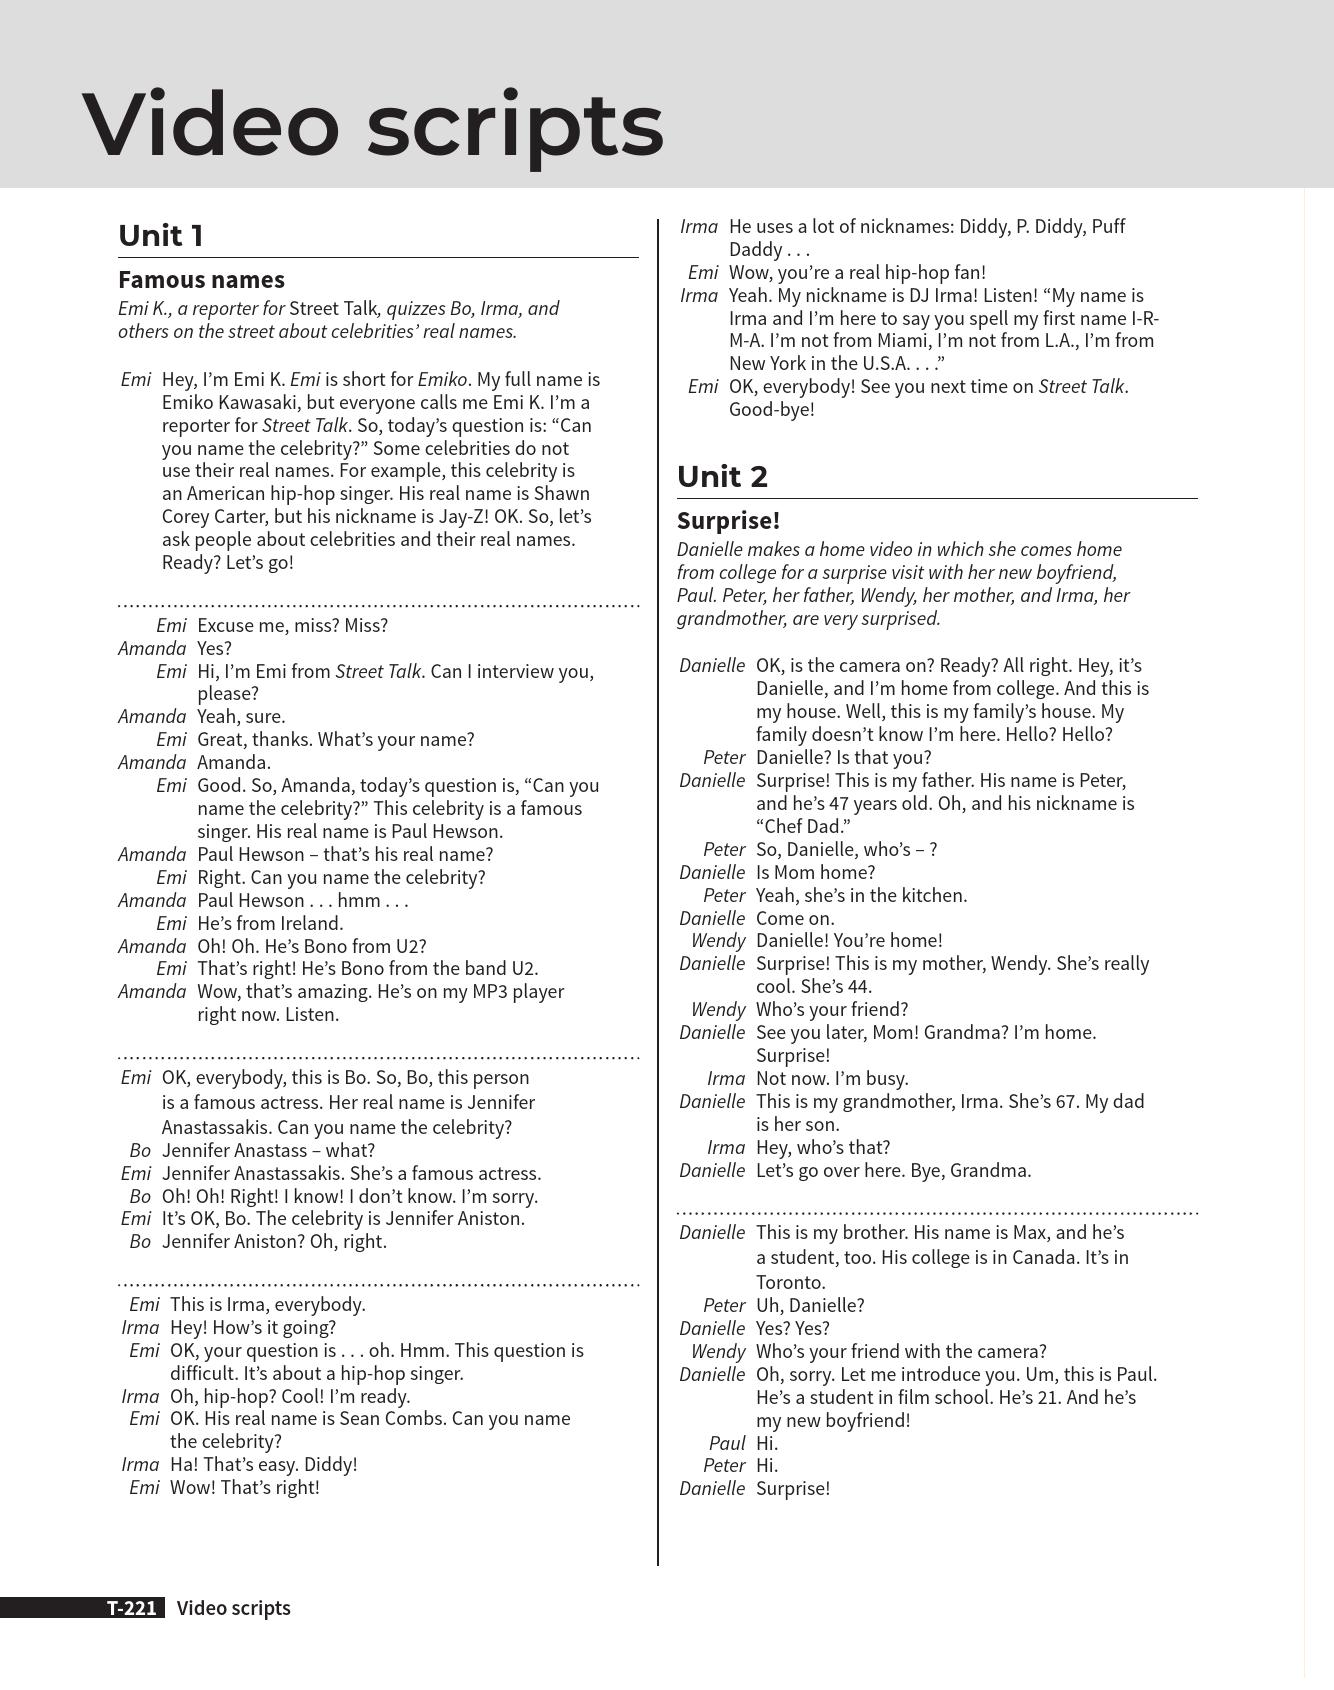 Video scripts
Unit 1
Famous names
Emi K., a reporter for Street Talk, quizzes Bo, Irma, and
others on the street about celebrities’ real names.
Emi Hey, I’m Emi K. Emi is short for Emiko. My full name is
Emiko Kawasaki, but everyone calls me Emi K. I’m a
reporter for Street Talk. So, today’s question is: “Can
you name the celebrity?” Some celebrities do not
use their real names. For example, this celebrity is
an American hip-hop singer. His real name is Shawn
Corey Carter, but his nickname is Jay-Z! OK. So, let’s
ask people about celebrities and their real names.
Ready? Let’s go!
Emi Excuse me, miss? Miss?
Amanda Yes?
Emi Hi, I’m Emi from Street Talk. Can I interview you,
please?
Amanda Yeah, sure.
Emi Great, thanks. What’s your name?
Amanda Amanda.
Emi Good. So, Amanda, today’s question is, “Can you
name the celebrity?” This celebrity is a famous
singer. His real name is Paul Hewson.
Amanda Paul Hewson – that’s his real name?
Emi Right. Can you name the celebrity?
Amanda Paul Hewson . . . hmm . . .
Emi He’s from Ireland.
Amanda Oh! Oh. He’s Bono from U2?
Emi That’s right! He’s Bono from the band U2.
Amanda Wow, that’s amazing. He’s on my MP3 player
right now. Listen.
Emi OK, everybody, this is Bo. So, Bo, this person
is a famous actress. Her real name is Jennifer
Anastassakis. Can you name the celebrity?
Bo Jennifer Anastass – what?
Emi Jennifer Anastassakis. She’s a famous actress.
Bo Oh! Oh! Right! I know! I don’t know. I’m sorry.
Emi It’s OK, Bo. The celebrity is Jennifer Aniston.
Bo Jennifer Aniston? Oh, right.
Emi This is Irma, everybody.
Irma Hey! How’s it going?
Emi OK, your question is . . . oh. Hmm. This question is
difficult. It’s about a hip-hop singer.
Irma Oh, hip-hop? Cool! I’m ready.
Emi OK. His real name is Sean Combs. Can you name
the celebrity?
Irma Ha! That’s easy. Diddy!
Emi Wow! That’s right!
Irma He uses a lot of nicknames: Diddy, P. Diddy, Puff
Daddy . . .
Emi Wow, you’re a real hip-hop fan!
Irma Yeah. My nickname is DJ Irma! Listen! “My name is
Irma and I’m here to say you spell my first name I-R-
M-A. I’m not from Miami, I’m not from L.A., I’m from
New York in the U.S.A. . . .”
Emi OK, everybody! See you next time on Street Talk.
Good-bye!
Unit 2
Surprise!
Danielle makes a home video in which she comes home
from college for a surprise visit with her new boyfriend,
Paul. Peter, her father, Wendy, her mother, and Irma, her
grandmother, are very surprised.
Danielle OK, is the camera on? Ready? All right. Hey, it’s
Danielle, and I’m home from college. And this is
my house. Well, this is my family’s house. My
family doesn’t know I’m here. Hello? Hello?
Peter Danielle? Is that you?
Danielle Surprise! This is my father. His name is Peter,
and he’s 47 years old. Oh, and his nickname is
“Chef Dad.”
Peter So, Danielle, who’s – ?
Danielle Is Mom home?
Peter Yeah, she’s in the kitchen.
Danielle Come on.
Wendy Danielle! You’re home!
Danielle Surprise! This is my mother, Wendy. She’s really
cool. She’s 44.
Wendy Who’s your friend?
Danielle See you later, Mom! Grandma? I’m home.
Surprise!
Irma Not now. I’m busy.
Danielle This is my grandmother, Irma. She’s 67. My dad
is her son.
Irma Hey, who’s that?
Danielle Let’s go over here. Bye, Grandma.
Danielle This is my brother. His name is Max, and he’s
a student, too. His college is in Canada. It’s in
Toronto.
Peter Uh, Danielle?
Danielle Yes? Yes?
Wendy Who’s your friend with the camera?
Danielle Oh, sorry. Let me introduce you. Um, this is Paul.
He’s a student in film school. He’s 21. And he’s
my new boyfriend!
Paul Hi.
Peter Hi.
Danielle Surprise!
T-221 Video scripts